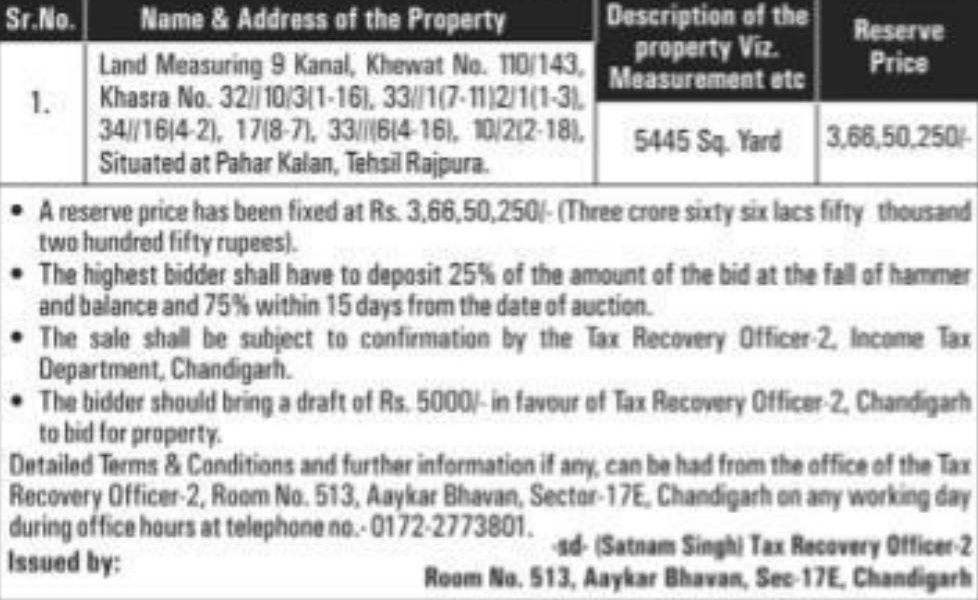 Sr.No.
Name & Address of the Property
Description of the
property Viz.
Measurement etc
Reserve
Price
1.
Land Measuring 9 Kanal, Khewat No. 110/143,
Khasra No. 32//10/3(1-16), 33//1(7-11)2/1(1-3),
34//16(4-2), 17(8-7), 33///(6(4-16), 10/2(2-18),
Situated at Pahar Kalan, Tehsil Rajpura.
5445 Sq. Yard
3,66,50,250/-
• A reserve price has been fixed at Rs. 3,66,50,250/- (Three crore sixty six lacs fifty thousand
two hundred fifty rupees).
• The highest bidder shall have to deposit 25% of the amount of the bid at the fall of hammer
and balance and 75% within 15 days from the date of auction.
• The sale shall be subject to confirmation by the Tax Recovery Officer-2, Income Tax
Department, Chandigarh.
• The bidder should bring a draft of Rs. 5000/- in favour of Tax Recovery Officer-2, Chandigarh
to bid for property.
Detailed Terms & Conditions and further information if any, can be had from the office of the Tax
Recovery Officer-2, Room No. 513, Aaykar Bhavan, Sector-17E, Chandigarh on any working day
during office hours at telephone no.- 0172-2773801.
-sd- (Satnam Singh) Tax Recovery Officer-2
Issued by:
Room No. 513, Aaykar Bhavan, Sec-17E, Chandigarh